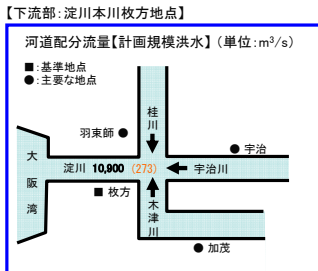 【下流部:淀川本川枚方地点】
河道配分流量【計画規模洪水】(単位:m³/s)
■:基準地点
●:主要な地点
桂川
羽束師 ●
● 宇治
大阪湾
淀川 10,900 (273)
宇治川
■ 枚方
木津川
● 加茂